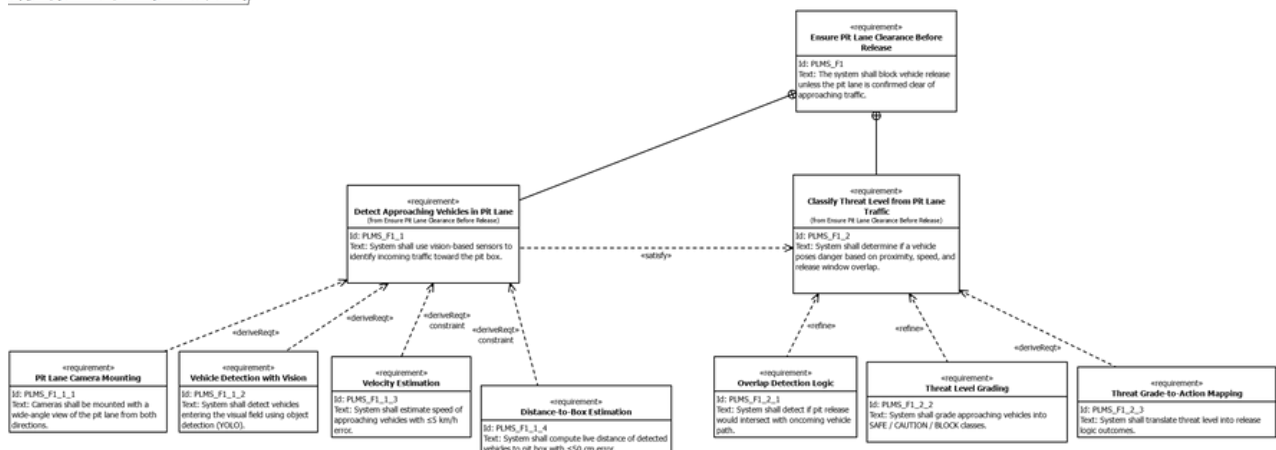 «requirement»
Ensure Pit Lane Clearance Before
Release
Id: PLMS_F1
Text: The system shall block vehicle release
unless the pit lane is confirmed clear of
approaching traffic.
«requirement»
Detect Approaching Vehicles in Pit Lane
(from Ensure Pit Lane Clearance Before Release)
Id: PLMS_F1_1
Text: System shall use vision-based sensors to
identify incoming traffic toward the pit box.
«requirement»
Classify Threat Level from Pit Lane
Traffic
(from Ensure Pit Lane Clearance Before Release)
Id: PLMS_F1_2
Text: System shall determine if a vehicle
poses danger based on proximity, speed, and
release window overlap.
«satisfy»
«deriveReqt»
«deriveReqt»
«deriveReqt»
constraint
«deriveReqt»
constraint
«refine»
«refine»
«deriveReqt»
«requirement»
Pit Lane Camera Mounting
Id: PLMS_F1_1_1
Text: Cameras shall be mounted with a
wide-angle view of the pit lane from both
directions.
«requirement»
Vehicle Detection with Vision
Id: PLMS_F1_1_2
Text: System shall detect vehicles
entering the visual field using object
detection (YOLO).
«requirement»
Velocity Estimation
Id: PLMS_F1_1_3
Text: System shall estimate speed of
approaching vehicles with ≤5 km/h
error.
«requirement»
Distance-to-Box Estimation
Id: PLMS_F1_1_4
Text: System shall compute live distance of detected
vehicles to pit box with ≤50 cm error.
«requirement»
Overlap Detection Logic
Id: PLMS_F1_2_1
Text: System shall detect if pit release
would intersect with oncoming vehicle
path.
«requirement»
Threat Level Grading
Id: PLMS_F1_2_2
Text: System shall grade approaching vehicles into
SAFE / CAUTION / BLOCK classes.
«requirement»
Threat Grade-to-Action Mapping
Id: PLMS_F1_2_3
Text: System shall translate threat level into release
logic outcomes.